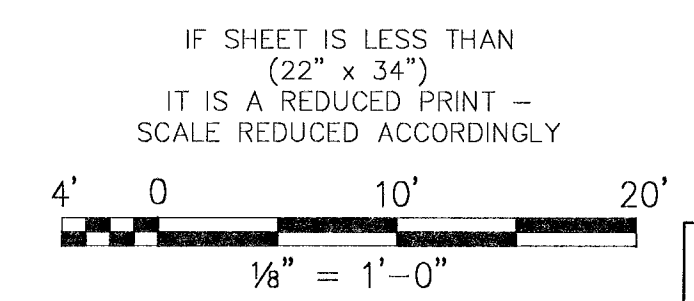 IF SHEET IS LESS THAN
(22" x 34")
IT IS A REDUCED PRINT –
SCALE REDUCED ACCORDINGLY
4' 0 10' 20'
⅛" = 1'-0"